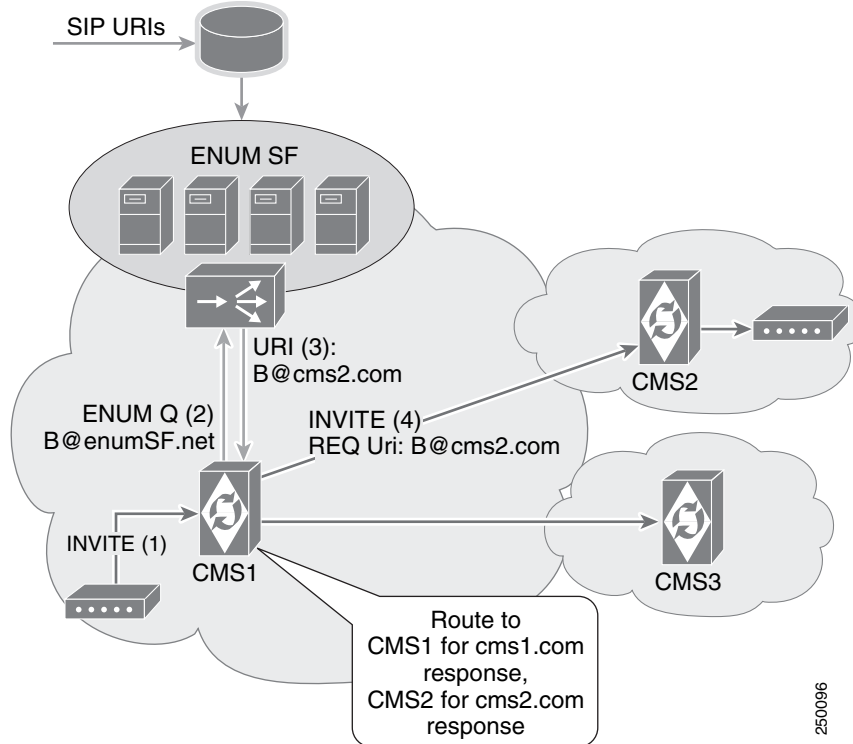 SIP URIs
ENUM SF
URI (3):
B@cms2.com
ENUM Q (2)
B@enumSF.net
INVITE (4)
REQ Uri: B@cms2.com
CMS2
INVITE (1)
CMS1
CMS3
Route to
CMS1 for cms1.com
response,
CMS2 for cms2.com
response
250096